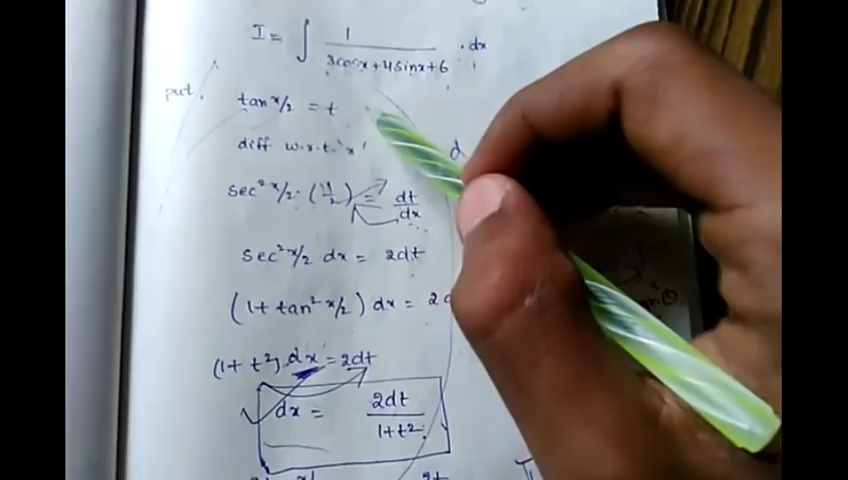 I = ∫ 1 / (3cosx+4sinx+6) . dx
put, tan x/2 = t
diff w.r.t. 'x'
sec² x/2 . (1/2) = dt/dx
sec² x/2 dx = 2dt
(1+ tan² x/2) dx = 2
(1+ t²). dx = 2dt
dx = 2dt / 1+t²